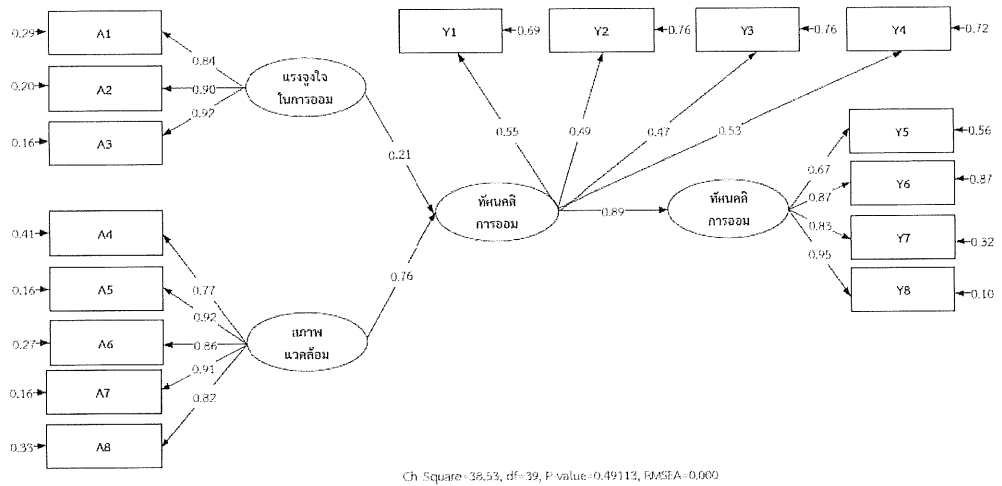 0.29 A1 0.84
0.20 A2 0.90
0.16 A3 0.92
แรงจูงใจ
ในการออม
0.21
0.41 A4 0.77
0.16 A5 0.92
0.27 A6 0.86
0.16 A7 0.91
0.33 A8 0.82
สภาพ
แวดล้อม
0.76
ทัศนคติ
การออม
Y1 0.69
Y2 0.76
Y3 0.76
Y4 0.72
0.55
0.49
0.47
0.53
0.89
ทัศนคติ
การออม
0.67 Y5 0.56
0.87 Y6 0.87
0.83 Y7 0.32
0.95 Y8 0.10
Ch Square=38.53, df=39, P value=0.49113, RMSEA=0.000